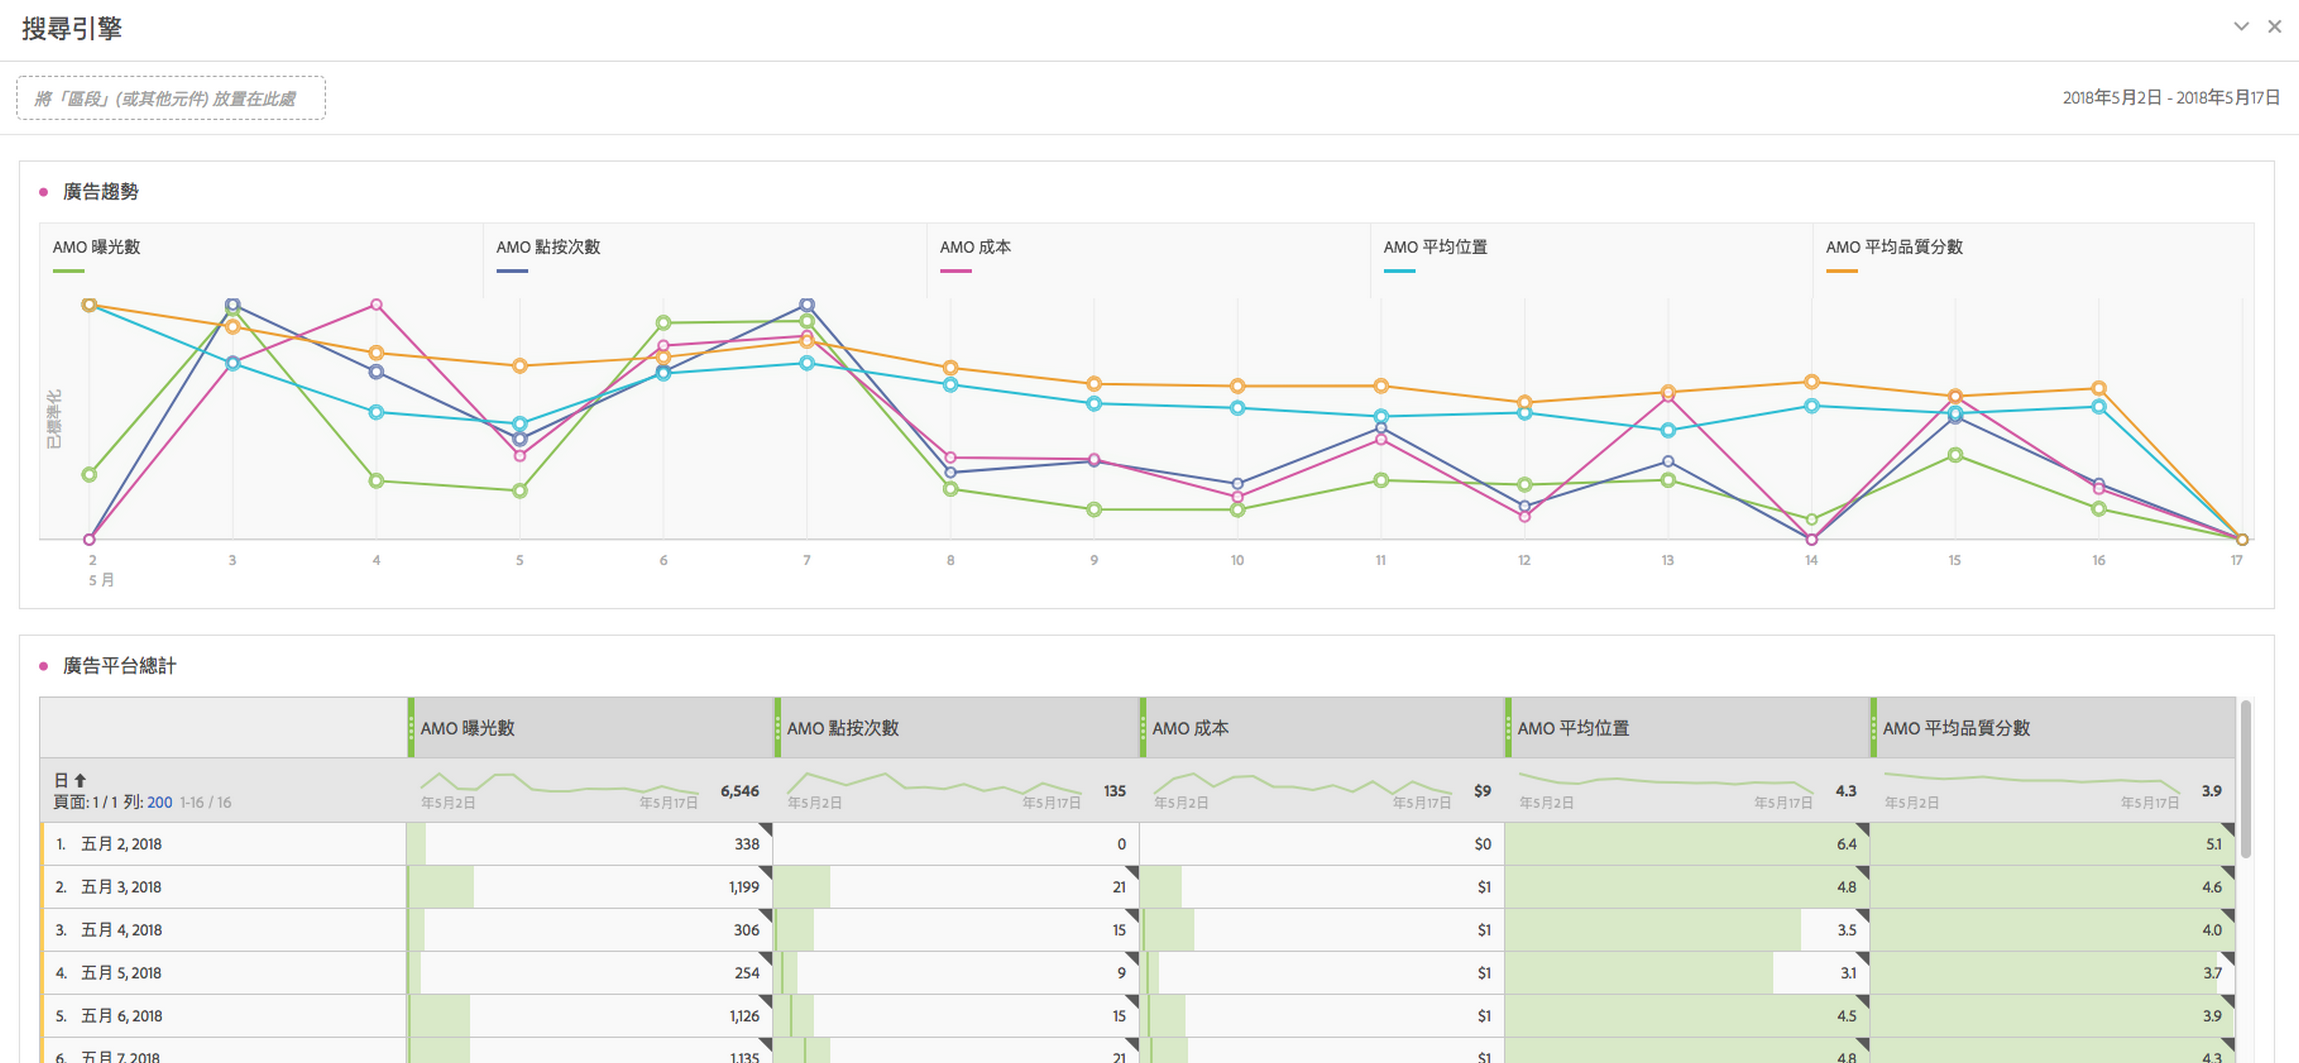 搜尋引擎
將「區段」(或其他元件) 放置在此處
2018年5月2日 - 2018年5月17日
廣告趨勢
AMO 曝光數
AMO 點按次數
AMO 成本
AMO 平均位置
AMO 平均品質分數
已標準化
2 3 4 5 6 7 8 9 10 11 12 13 14 15 16 17
5 月
廣告平台總計
AMO 曝光數 AMO 點按次數 AMO 成本 AMO 平均位置 AMO 平均品質分數
日
頁面: 1 / 1 列: 200 1-16 / 16
年5月2日 年5月17日 6,546
年5月2日 年5月17日 135
年5月2日 年5月17日 $9
年5月2日 年5月17日 4.3
年5月2日 年5月17日 3.9
1. 五月 2, 2018 338 0 $0 6.4 5.1
2. 五月 3, 2018 1,199 21 $1 4.8 4.6
3. 五月 4, 2018 306 15 $1 3.5 4.0
4. 五月 5, 2018 254 9 $1 3.1 3.7
5. 五月 6, 2018 1,126 15 $1 4.5 3.9
6. 五月 7, 2018 1,135 21 $1 4.8 4.3